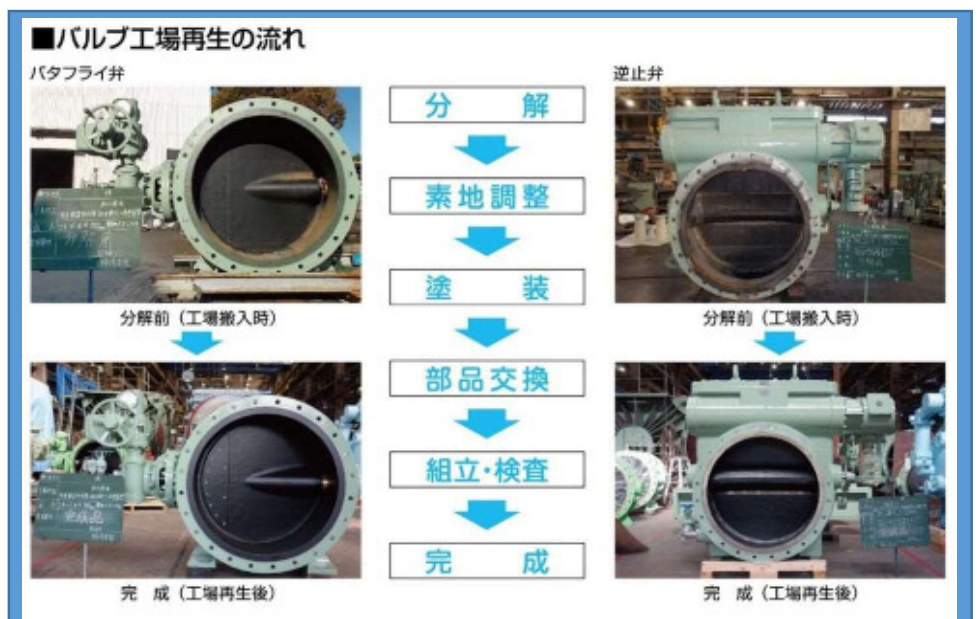 ■バルブ工場再生の流れ
バタフライ弁
分解前（工場搬入時）
完 成（工場再生後）
分 解
素地調整
塗 装
部品交換
組立・検査
完 成
逆止弁
分解前（工場搬入時）
完 成（工場再生後）